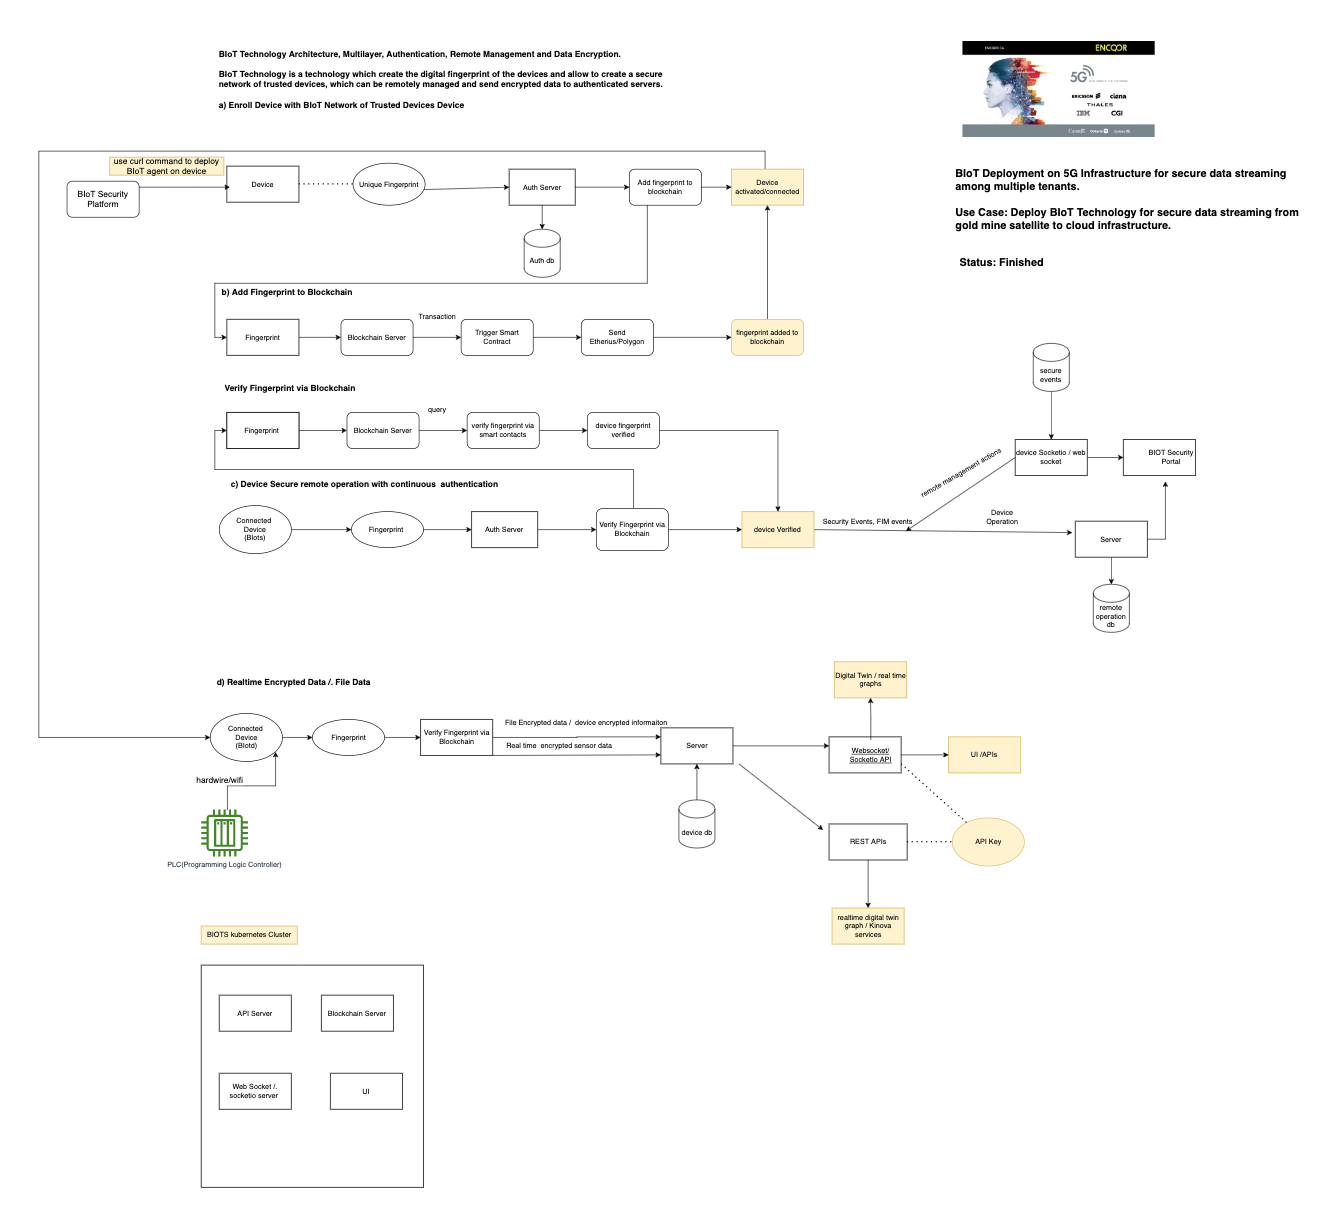 BIoT Technology Architecture, Multilayer, Authentication, Remote Management and Data Encryption.
BIoT Technology is a technology which create the digital fingerprint of the devices and allow to create a secure
network of trusted devices, which can be remotely managed and send encrypted data to authenticated servers.
a) Enroll Device with BIoT Network of Trusted Devices Device
ENCQOR
5G
ERICSSON
ciena
THALES
IBM
CGI
BIoT Deployment on 5G Infrastructure for secure data streaming
among multiple tenants.
Use Case: Deploy BIoT Technology for secure data streaming from
gold mine satellite to cloud infrastructure.
Status: Finished
use curl command to deploy
BIoT agent on device
BIoT Security
Platform
Device
Unique Fingerprint
Auth Server
Add fingerprint to
blockchain
Device
activated/connected
Auth db
b) Add Fingerprint to Blockchain
Fingerprint
Blockchain Server
Transaction
Trigger Smart
Contract
Send
Etherius/Polygon
fingerprint added to
blockchain
Verify Fingerprint via Blockchain
Fingerprint
Blockchain Server
query
verify fingerprint via
smart contacts
device fingerprint
verified
c) Device Secure remote operation with continuous  authentication
Connected
Device
(Blots)
Fingerprint
Auth Server
Verify Fingerprint via
Blockchain
device Verified
Security Events, FIM events
remote management actions
Device
Operation
secure
events
device Socketio / web
socket
BIOT Security
Portal
Server
remote
operation
db
d) Realtime Encrypted Data /. File Data
Connected
Device
(Blotd)
Fingerprint
Verify Fingerprint via
Blockchain
File Encrypted data /  device encrypted informaiton
Real time  encrypted sensor data
Server
device db
hardwire/wifi
PLC(Programming Logic Controller)
Digital Twin / real time
graphs
Websocket/
SocketIo API
UI /APIs
REST APIs
API Key
realtime digital twin
graph / Kinova
services
BIOTS kubernetes Cluster
API Server
Blockchain Server
Web Socket /.
socketio server
UI